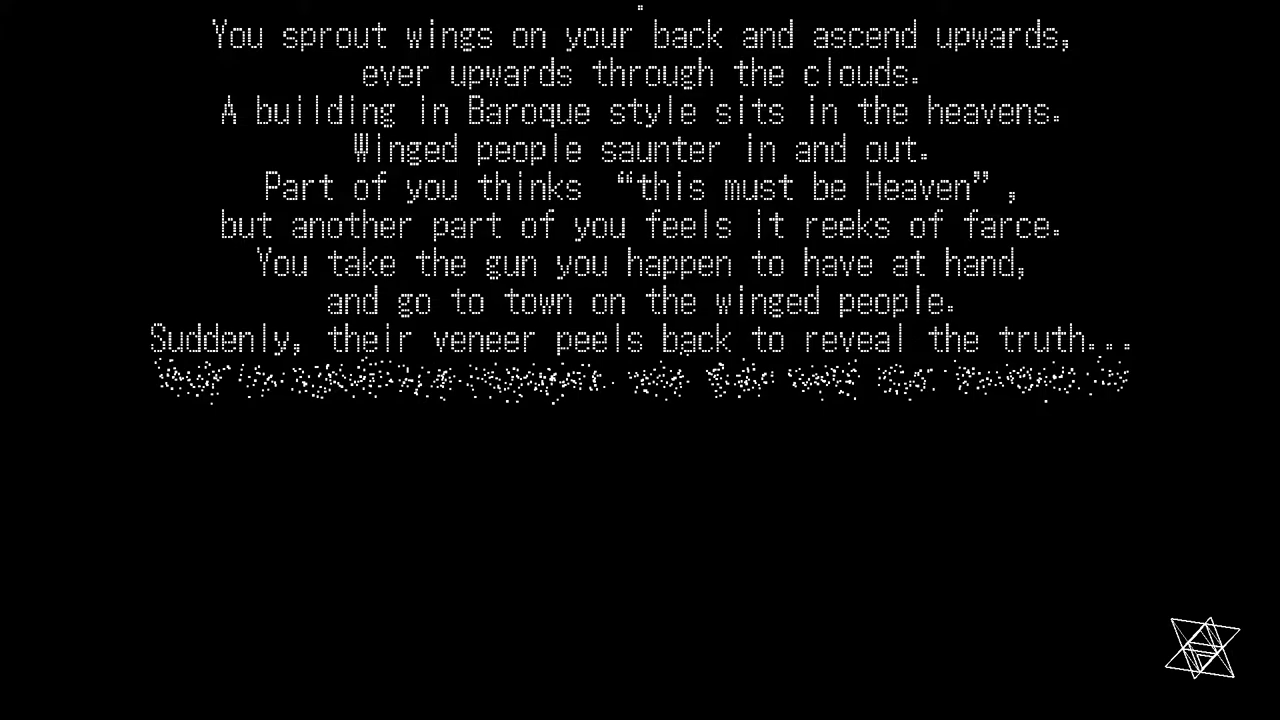 You sprout wings on your back and ascend upwards,
ever upwards through the clouds.
A building in Baroque style sits in the heavens.
Winged people saunter in and out.
Part of you thinks “this must be Heaven”,
but another part of you feels it reeks of farce.
You take the gun you happen to have at hand,
and go to town on the winged people.
Suddenly, their veneer peels back to reveal the truth...